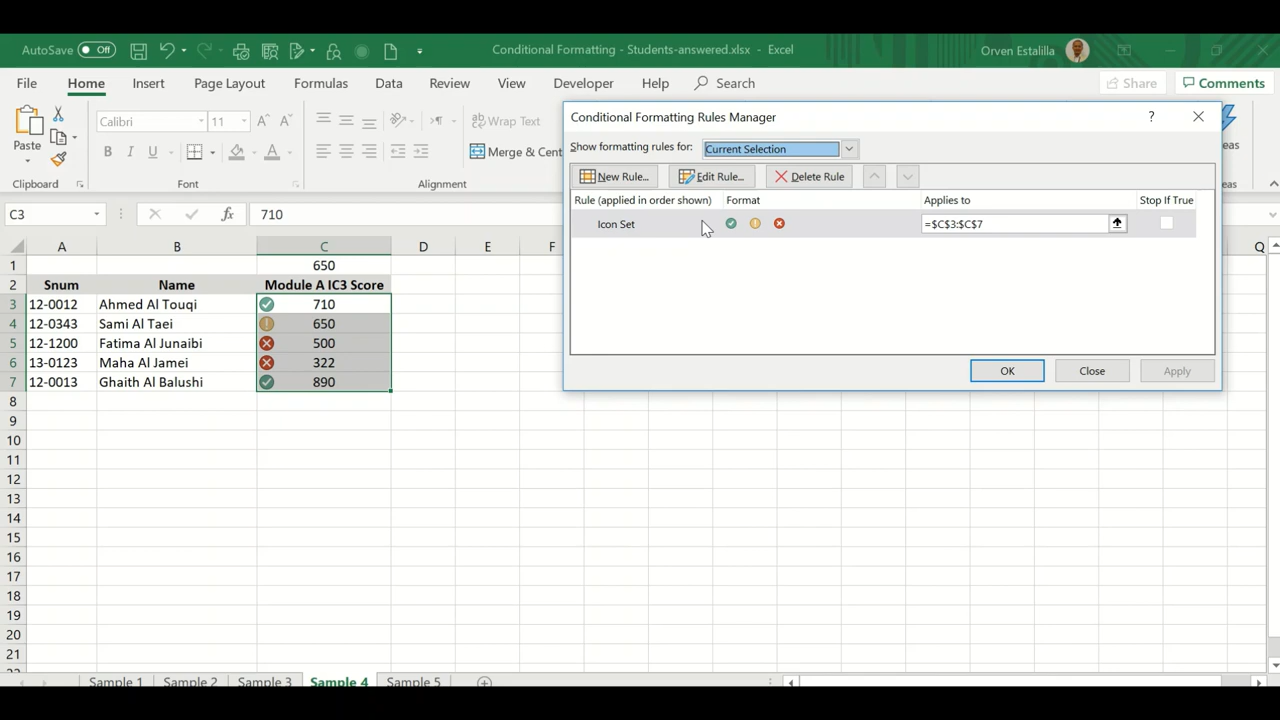 AutoSave Off
Conditional Formatting - Students-answered.xlsx - Excel
Orven Estalilla
File Home Insert Page Layout Formulas Data Review View Developer Help Search Share Comments
Conditional Formatting Rules Manager
?
Show formatting rules for: Current Selection
New Rule... Edit Rule... Delete Rule
Rule (applied in order shown) Format Applies to Stop If True
Icon Set =$C$3:$C$7
OK Close Apply
Paste
Calibri 11
B I U A
Wrap Text
Merge & Cent
eas
Clipboard Font Alignment
C3 fx 710
A B C D E F Q
1 650
2 Snum Name Module A IC3 Score
3 12-0012 Ahmed Al Touqi 710
4 12-0343 Sami Al Taei 650
5 12-1200 Fatima Al Junaibi 500
6 13-0123 Maha Al Jamei 322
7 12-0013 Ghaith Al Balushi 890
8
9
10
11
12
13
14
15
16
17
18
19
20
21
Sample 1 Sample 2 Sample 3 Sample 4 Sample 5